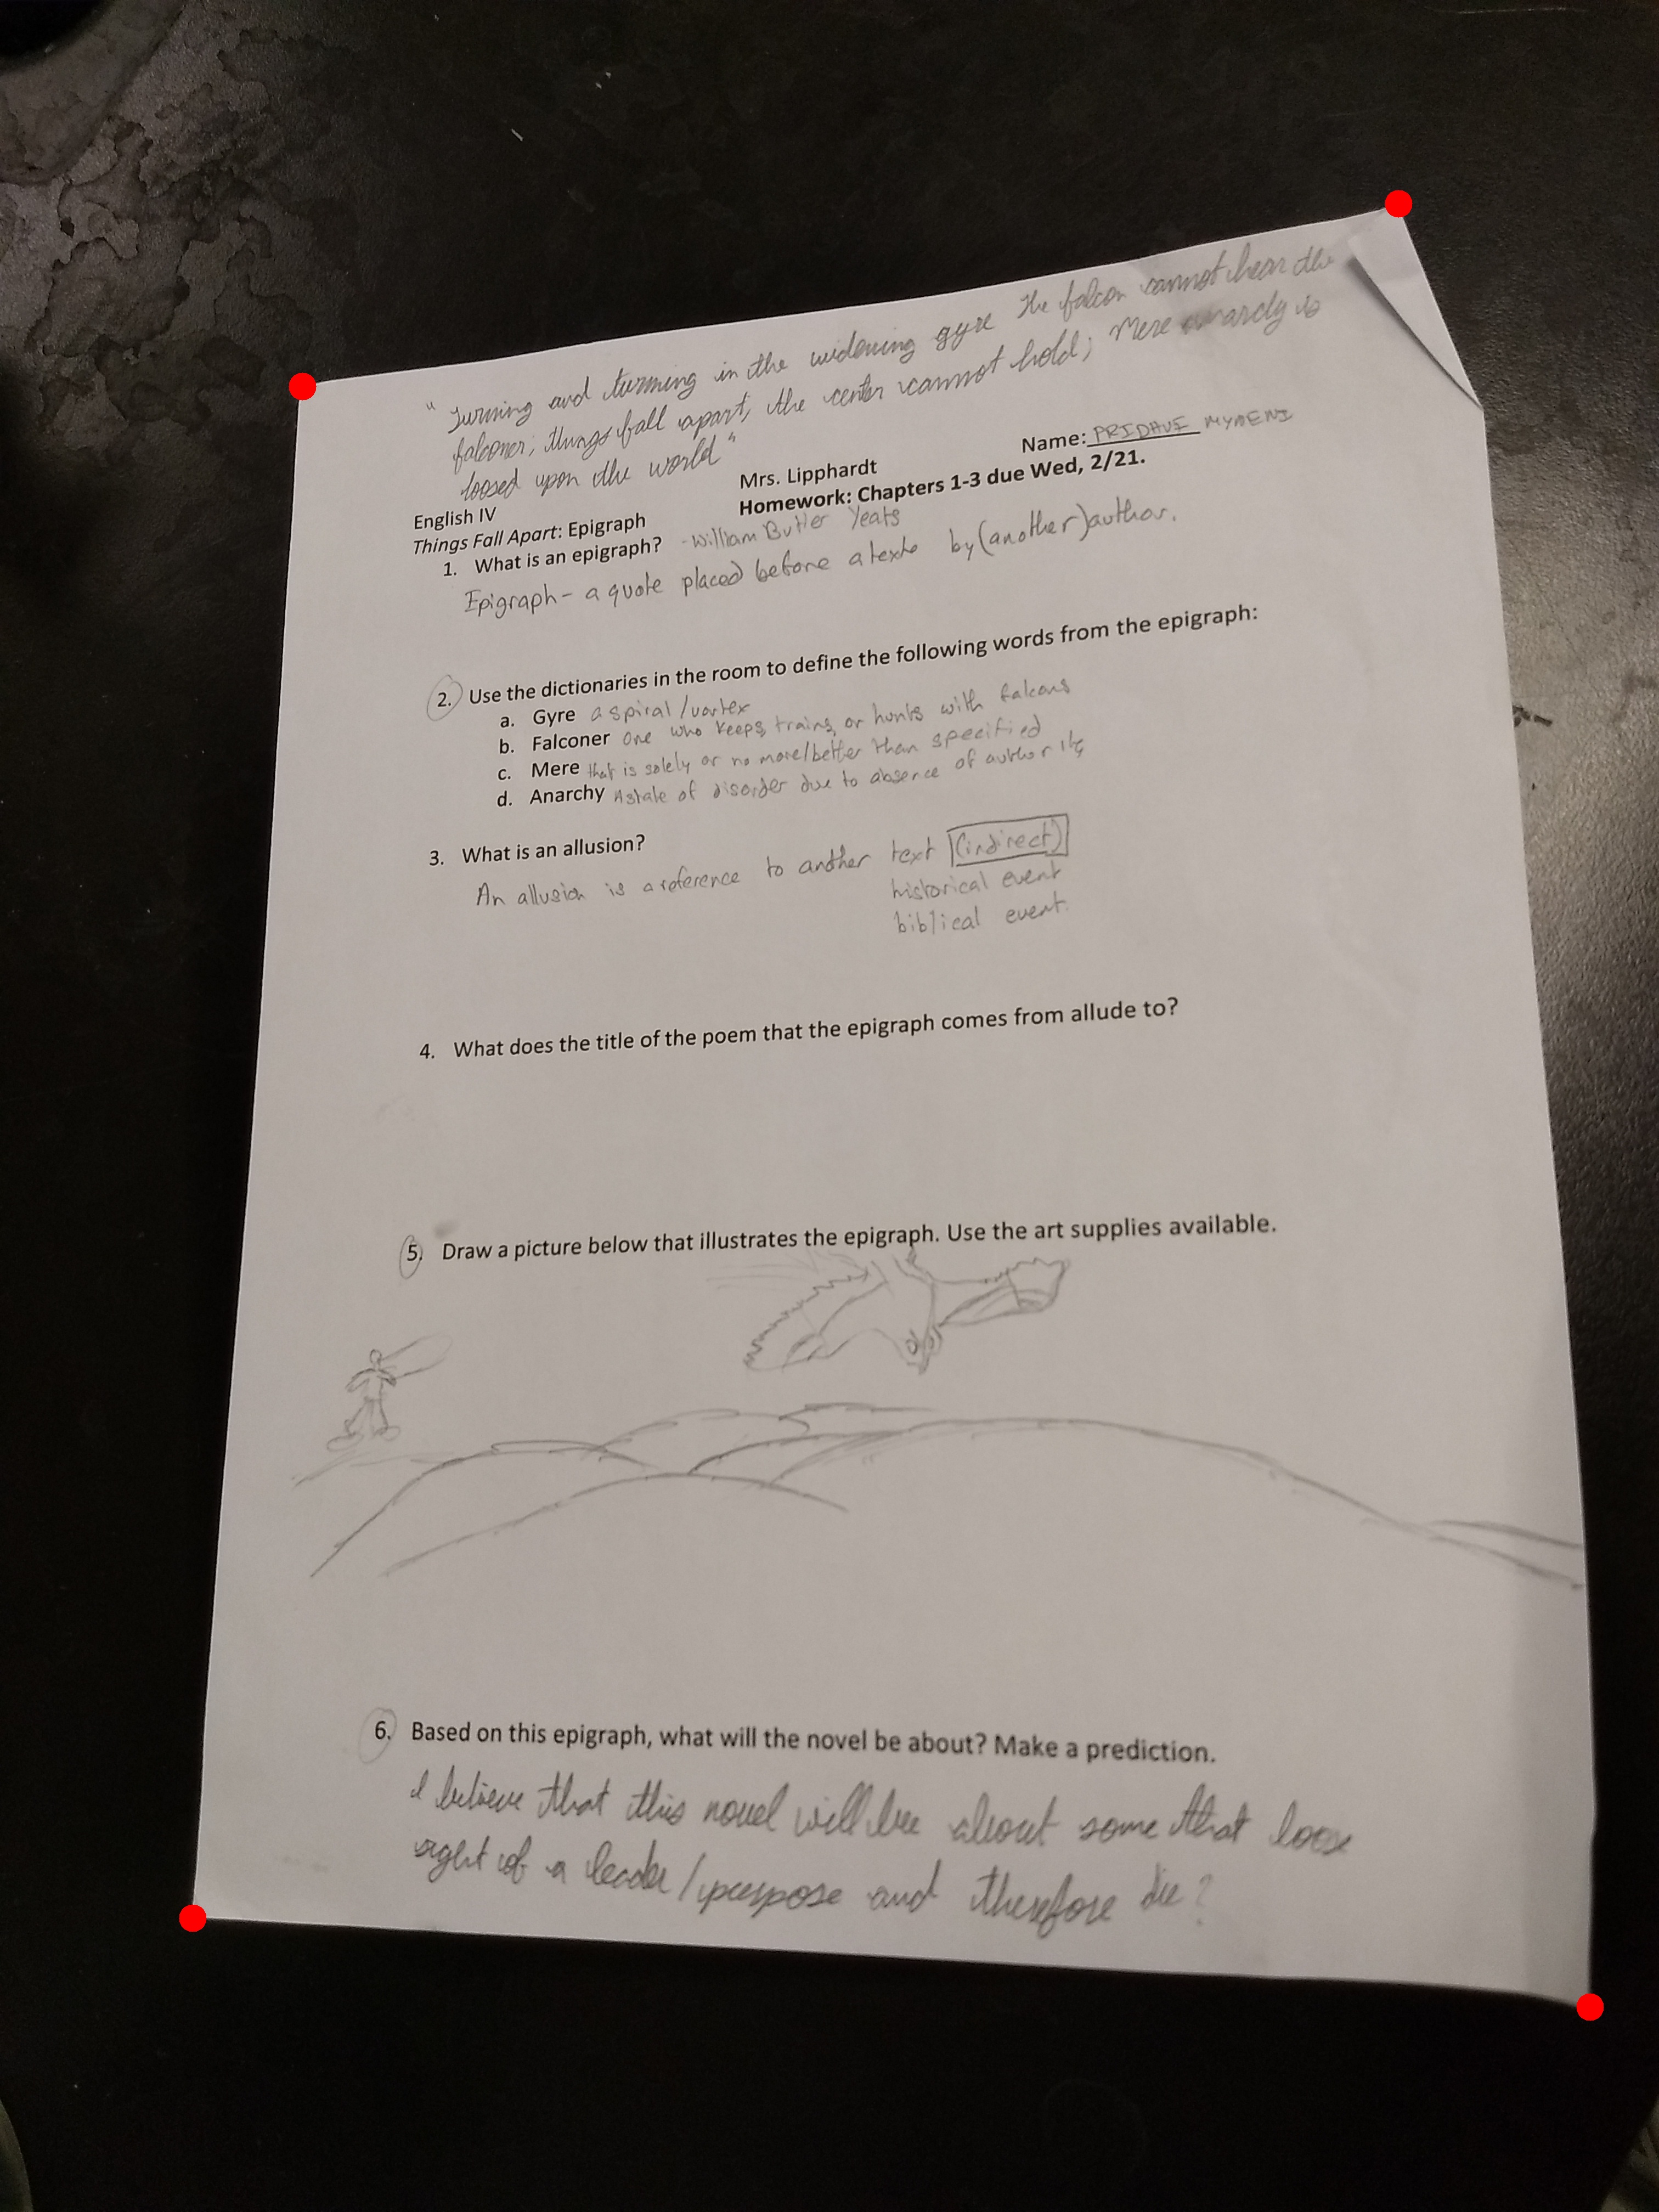 " Turning and turning in the widening gyre The falcon cannot hear the
falconer; things fall apart, the center cannot hold; Mere anarchy is
loosed upon the world"
Name: PRIDHVI MYNENI
English IV Mrs. Lipphardt
Things Fall Apart: Epigraph Homework: Chapters 1-3 due Wed, 2/21.
1. What is an epigraph? -William Butler Yeats
Epigraph- a quote placed before a text by (another) author.
2. Use the dictionaries in the room to define the following words from the epigraph:
a. Gyre a spiral/vortex
b. Falconer one who keeps, trains, or hunts with falcons
c. Mere that is solely or no more/better than specified
d. Anarchy A state of disorder due to absence of authority
3. What is an allusion?
An allusion is a reference to another text (indirect)
historical event
biblical event.
4. What does the title of the poem that the epigraph comes from allude to?
5. Draw a picture below that illustrates the epigraph. Use the art supplies available.
6. Based on this epigraph, what will the novel be about? Make a prediction.
I believe that this novel will be about some that loose
sight of a leader/purpose and therefore die?